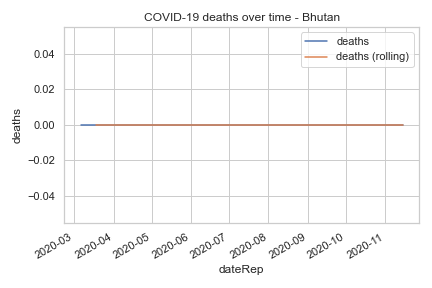 COVID-19 deaths over time - Bhutan
deaths
deaths (rolling)
0.04
0.02
0.00
−0.02
−0.04
deaths
2020-03
2020-04
2020-05
2020-06
2020-07
2020-08
2020-09
2020-10
2020-11
dateRep